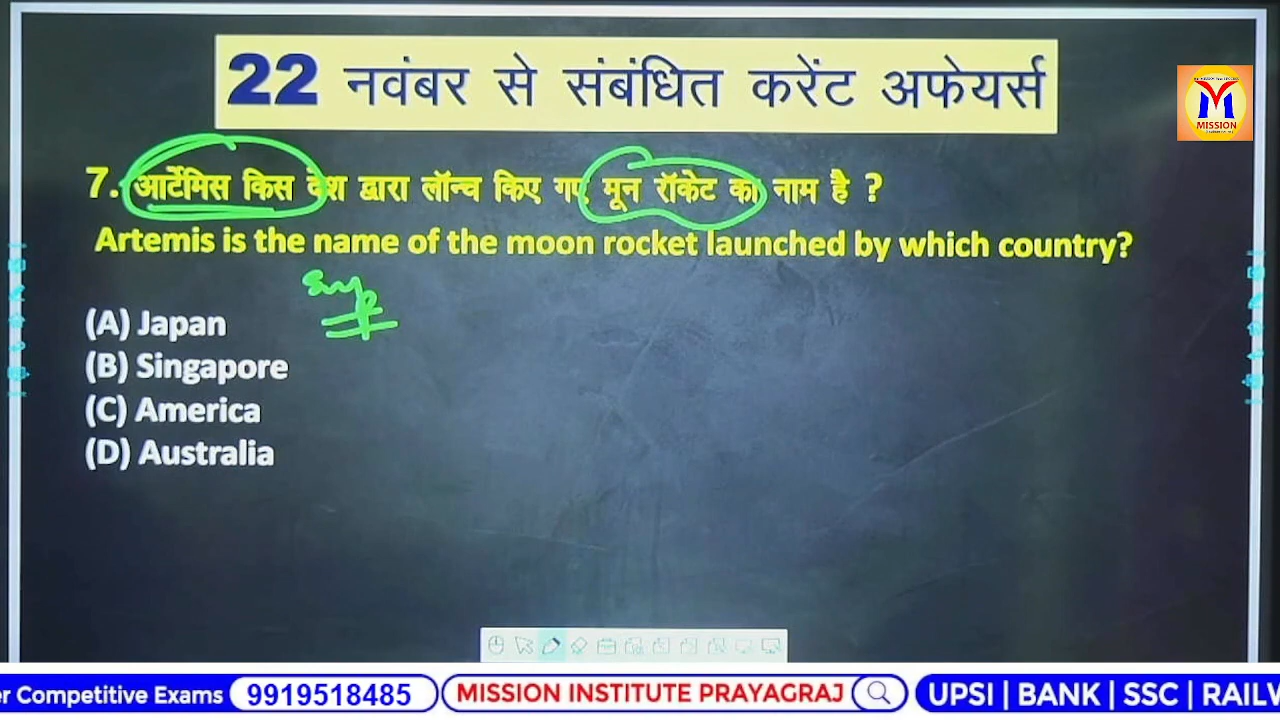 22 नवंबर से संबंधित करेंट अफेयर्स
MISSION
7. आर्टेमिस किस देश द्वारा लॉन्च किए गए मून रॉकेट का नाम है ?
Artemis is the name of the moon rocket launched by which country?
(A) Japan
(B) Singapore
(C) America
(D) Australia
er Competitive Exams 9919518485 MISSION INSTITUTE PRAYAGRAJ UPSI | BANK | SSC | RAILW